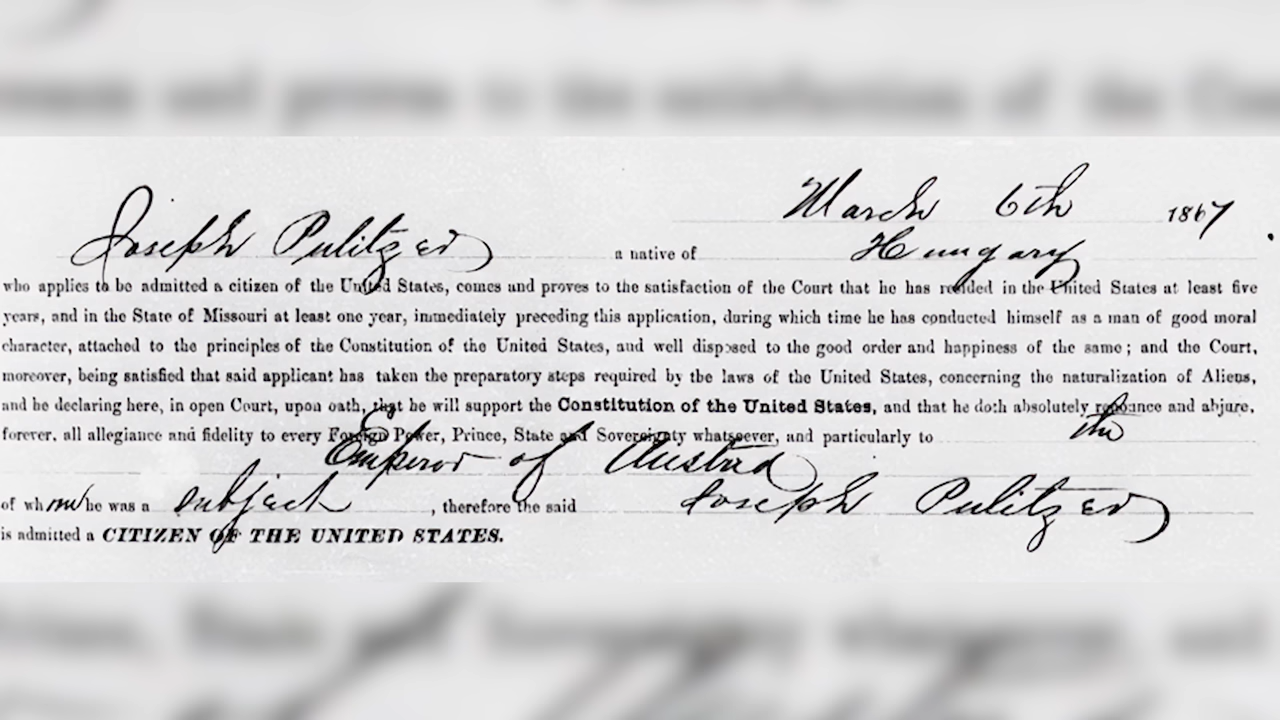 March 6th 1867
Joseph Pulitzer a native of Hungary
who applies to be admitted a citizen of the United States, comes and proves to the satisfaction of the Court that he has resided in the United States at least five
years, and in the State of Missouri at least one year, immediately preceding this application, during which time he has conducted himself as a man of good moral
character, attached to the principles of the Constitution of the United States, and well disposed to the good order and happiness of the same; and the Court,
moreover, being satisfied that said applicant has taken the preparatory steps required by the laws of the United States, concerning the naturalization of Aliens,
and he declaring here, in open Court, upon oath, that he will support the Constitution of the United States, and that he doth absolutely renounce and abjure,
forever, all allegiance and fidelity to every Foreign Power, Prince, State and Sovereignty whatsoever, and particularly to the
Emperor of Austria
of whom he was a subject, therefore the said Joseph Pulitzer
is admitted a CITIZEN OF THE UNITED STATES.